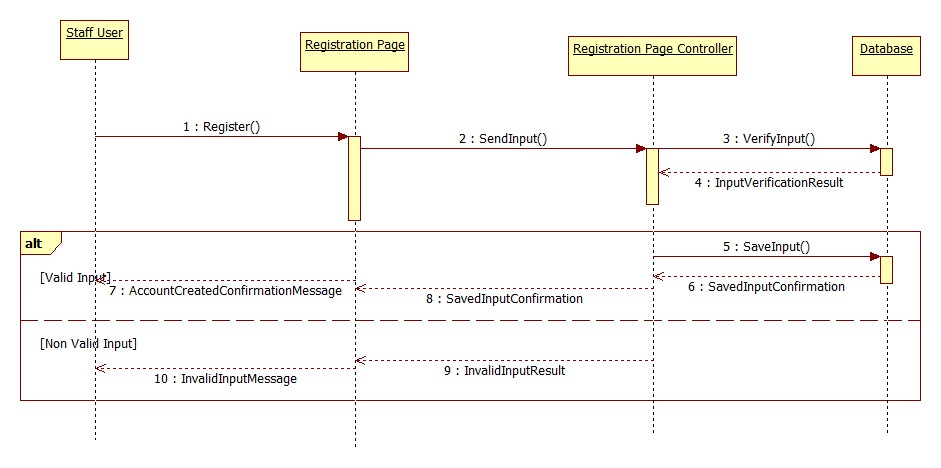 Staff User
Registration Page
Registration Page Controller
Database
1 : Register()
2 : SendInput()
3 : VerifyInput()
4 : InputVerificationResult
alt
5 : SaveInput()
[Valid Input]
6 : SavedInputConfirmation
7 : AccountCreatedConfirmationMessage
8 : SavedInputConfirmation
[Non Valid Input]
9 : InvalidInputResult
10 : InvalidInputMessage